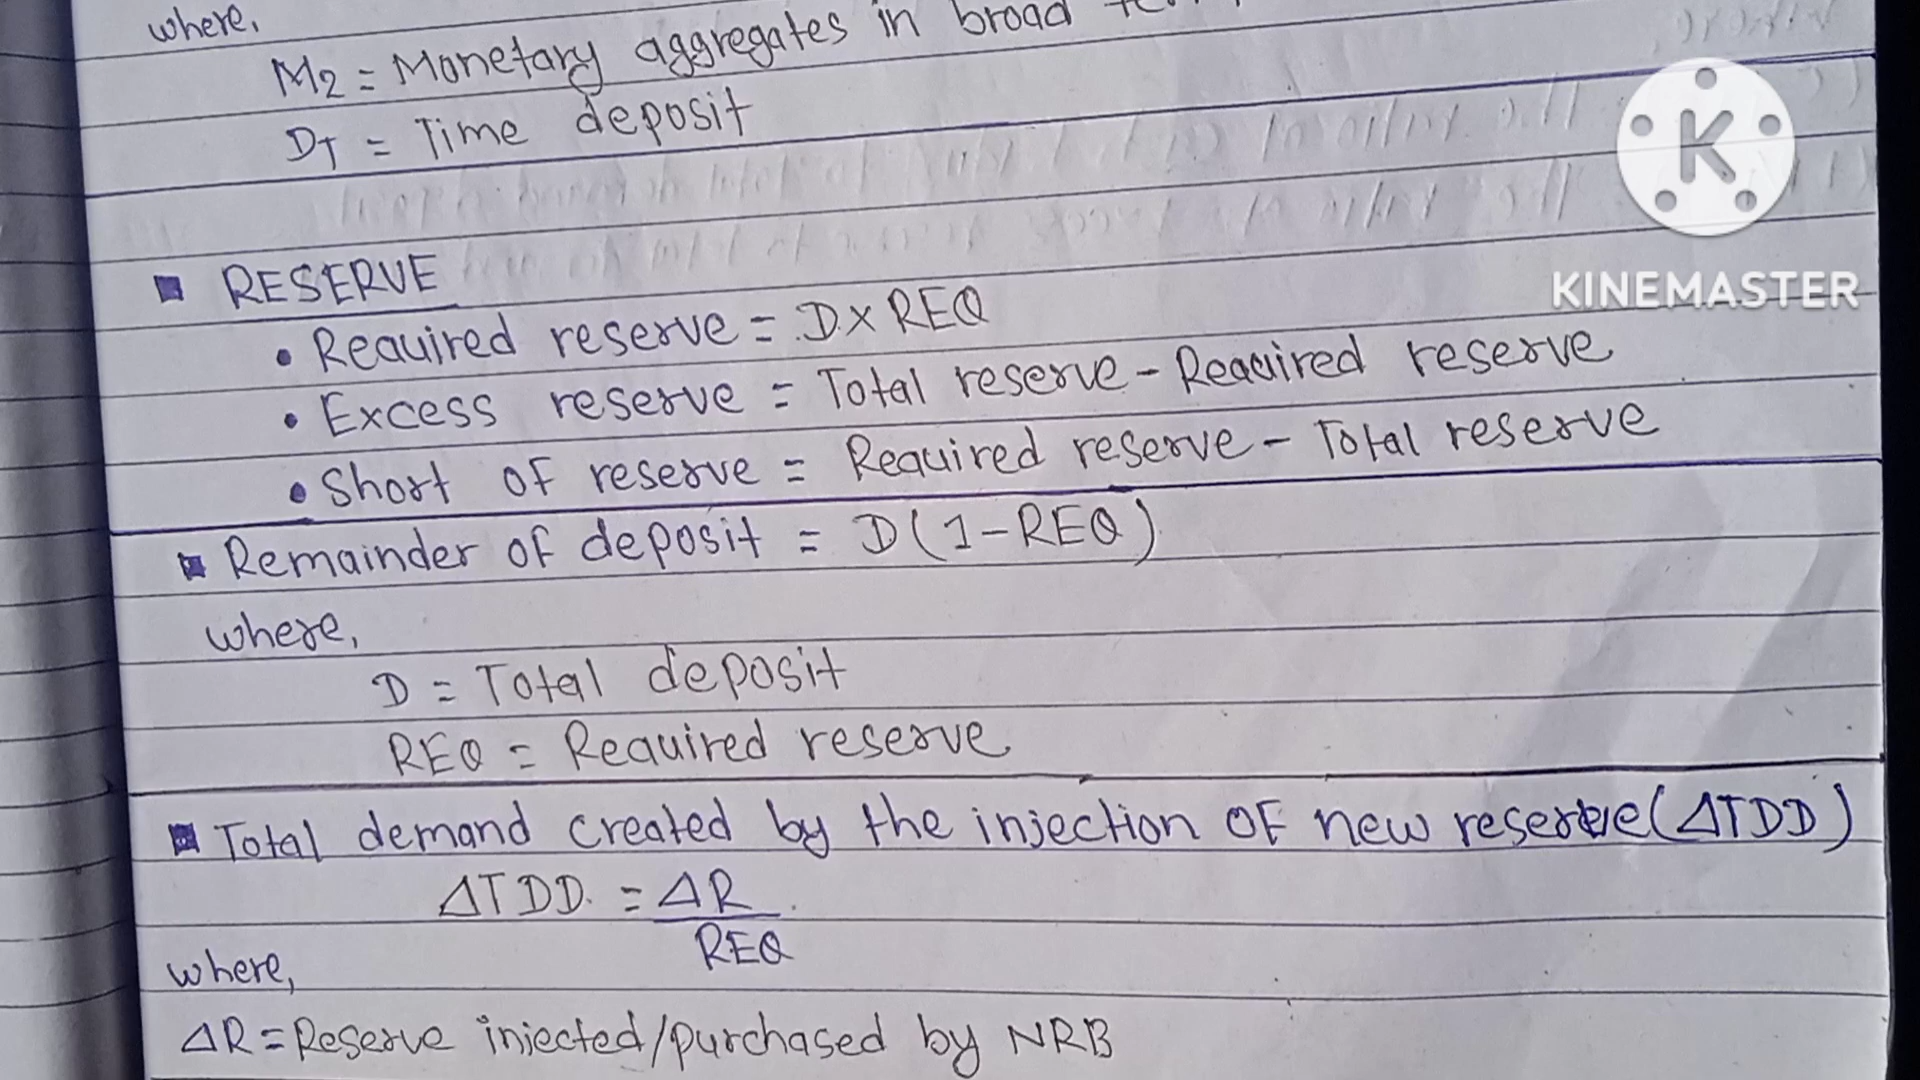 where,
M2 = Monetary aggregates in broad
DT = Time deposit
K
KINEMASTER
RESERVE
• Required reserve = D x REQ
• Excess reserve = Total reserve - Required reserve
• Short of reserve = Required reserve - Total reserve
Remainder of deposit = D(1-REQ)
where,
D = Total deposit
REQ = Required reserve
Total demand created by the injection of new reserve (ΔTDD)
ΔTDD = ΔR
REQ
where,
ΔR = Reserve injected/purchased by NRB